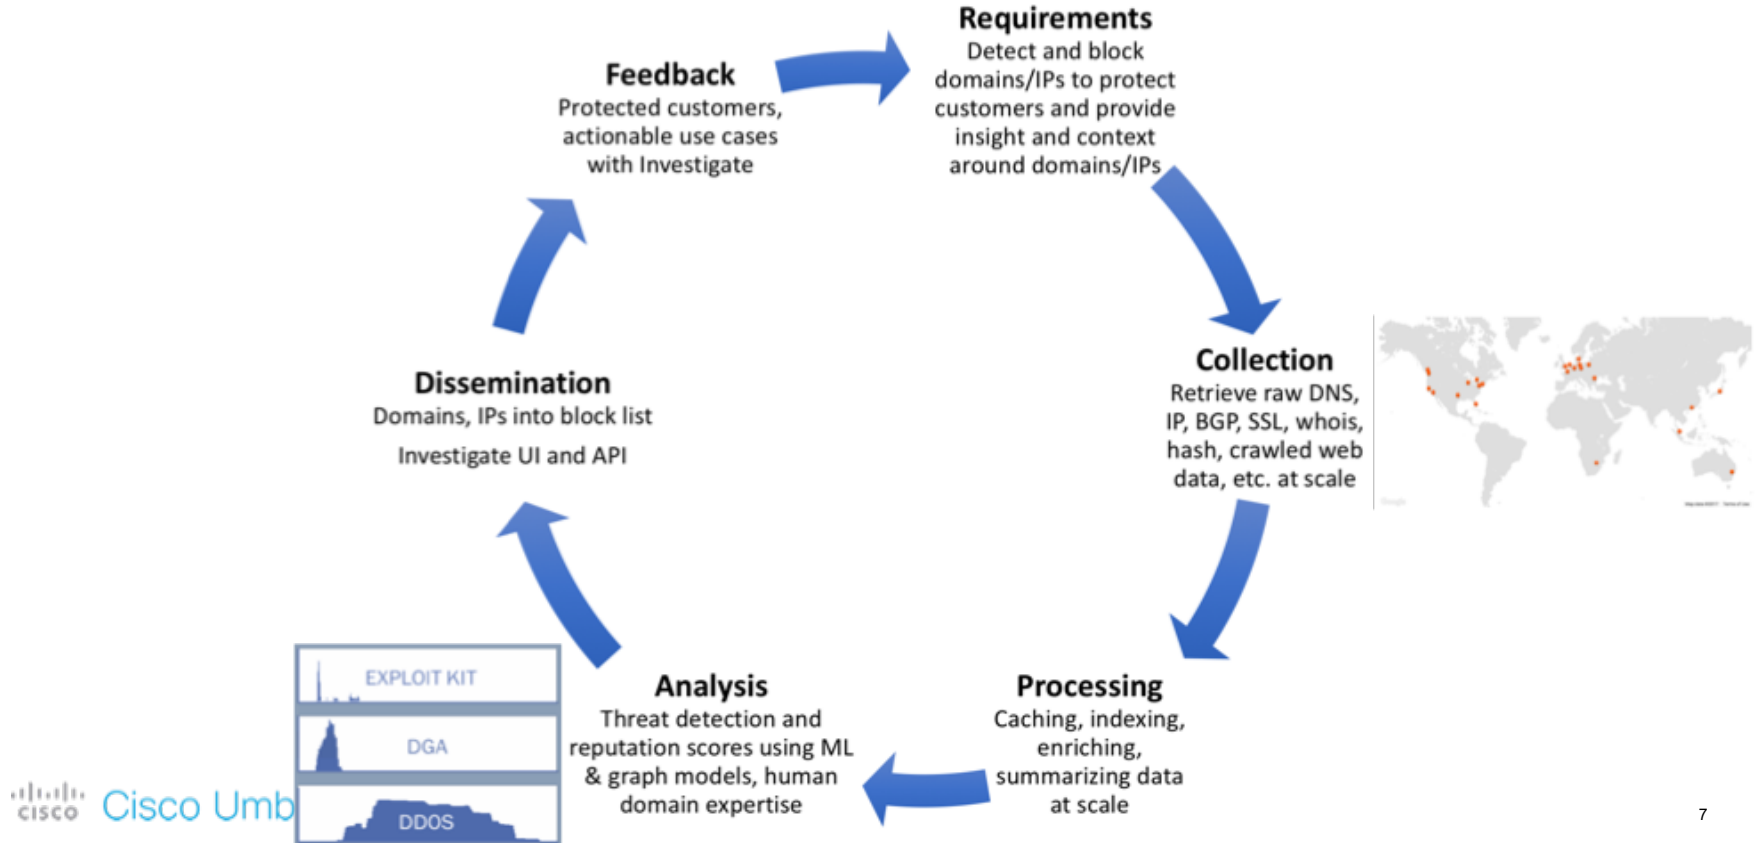 Requirements
Detect and block
domains/IPs to protect
customers and provide
insight and context
around domains/IPs
Feedback
Protected customers,
actionable use cases
with Investigate
Collection
Retrieve raw DNS,
IP, BGP, SSL, whois,
hash, crawled web
data, etc. at scale
Dissemination
Domains, IPs into block list
Investigate UI and API
Processing
Caching, indexing,
enriching,
summarizing data
at scale
Analysis
Threat detection and
reputation scores using ML
& graph models, human
domain expertise
EXPLOIT KIT
DGA
DDOS
CISCO
Cisco Umb
7